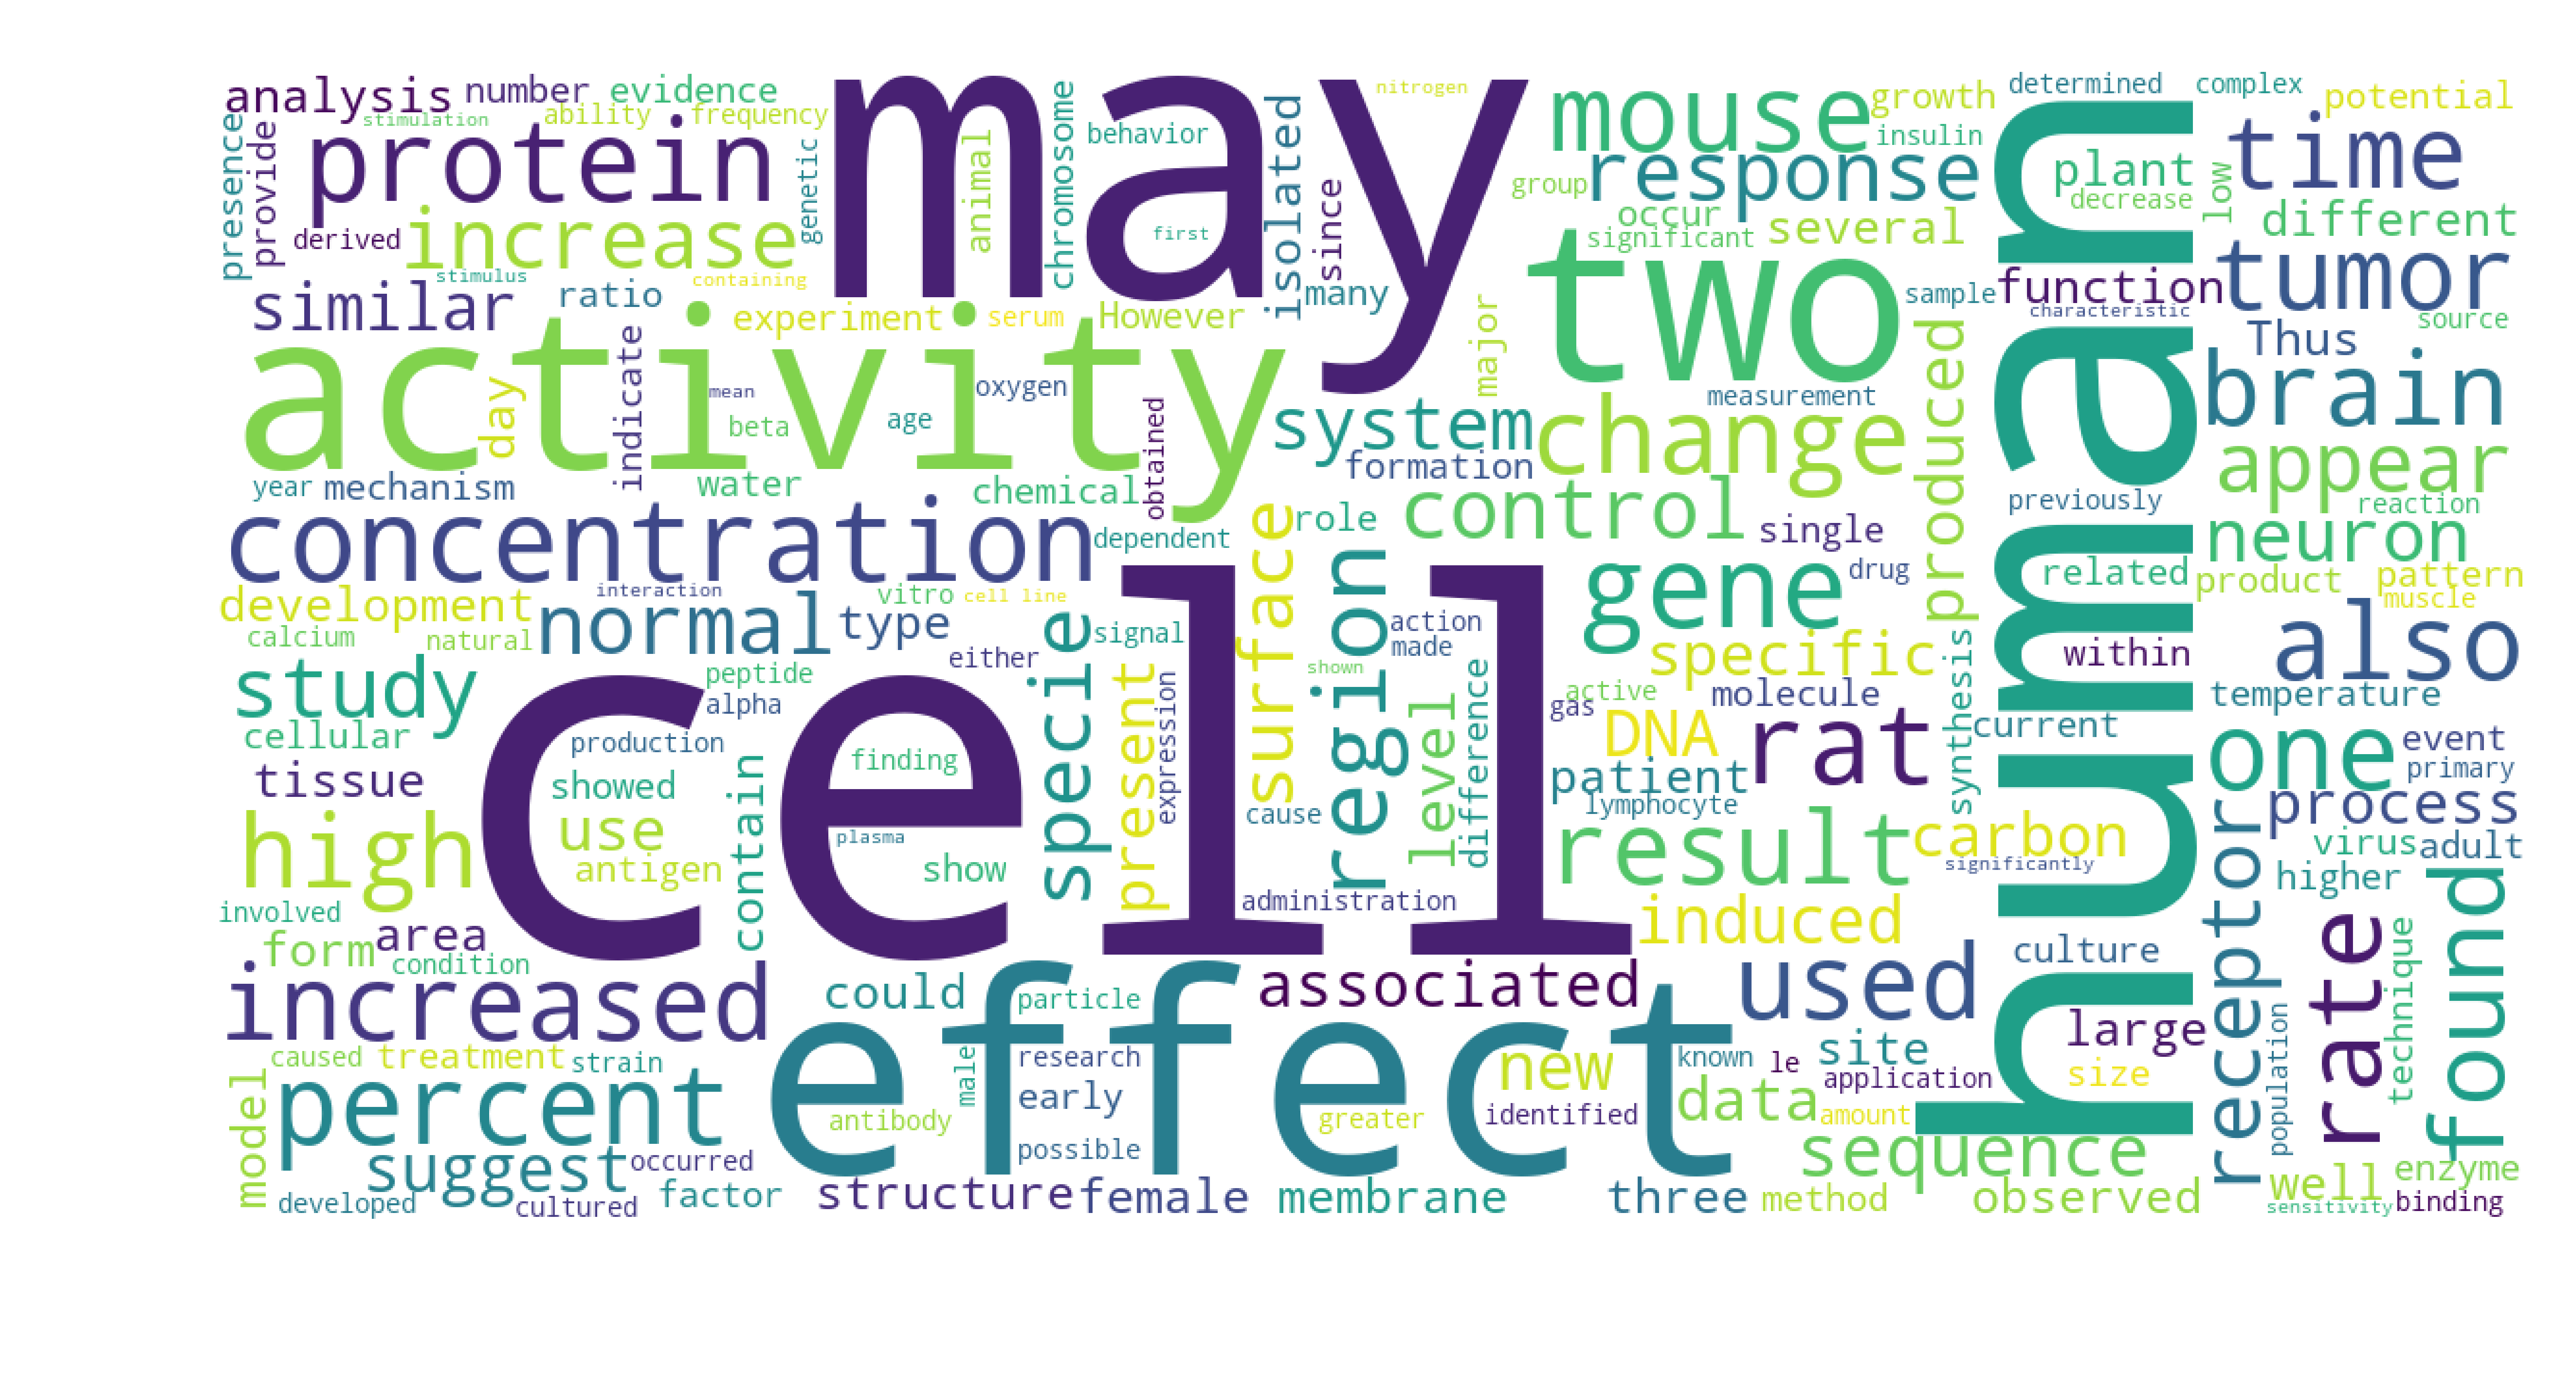 analysis
number
evidence
stimulation
ability
frequency
presence
provide
protein
genetic
derived
increase
stimulus
containing
similar
ratio
experiment
serum
However
may
animal
chromosome
behavior
first
isolated
since
many
nitrogen
mouse
growth
insulin
response
group
occur
significant
several
determined
complex
potential
plant
decrease
low
time
different
two
sample
function
characteristic
tumor
source
Thus
brain
human
activity
day
indicate
mean
beta
age
oxygen
obtained
major
measurement
system
formation
change
produced
appear
reaction
year
mechanism
water
chemical
concentration
dependent
surface
role
control
single
previously
neuron
drug
gene
related
product
pattern
muscle
development
interaction
vitro
cell line
calcium
natural
normal
type
specie
signal
region
action
made
specific
synthesis
within
also
either
study
peptide
alpha
present
expression
shown
level
difference
active
gas
molecule
temperature
cellular
production
finding
DNA
rat
current
one
event
primary
tissue
showed
contain
cell
patient
lymphocyte
cause
process
high
use
antigen
plasma
show
result
carbon
significantly
virus
adult
higher
receptor
involved
administration
induced
form
area
condition
culture
found
rate
technique
increased
could
particle
associated
used
large
population
caused
treatment
strain
model
percent
effect
male
research
early
new
known
le
site
application
size
antibody
greater
identified
data
amount
possible
sequence
suggest
occurred
enzyme
developed
cultured
factor
structure
female
membrane
three
method
observed
well
sensitivity
binding